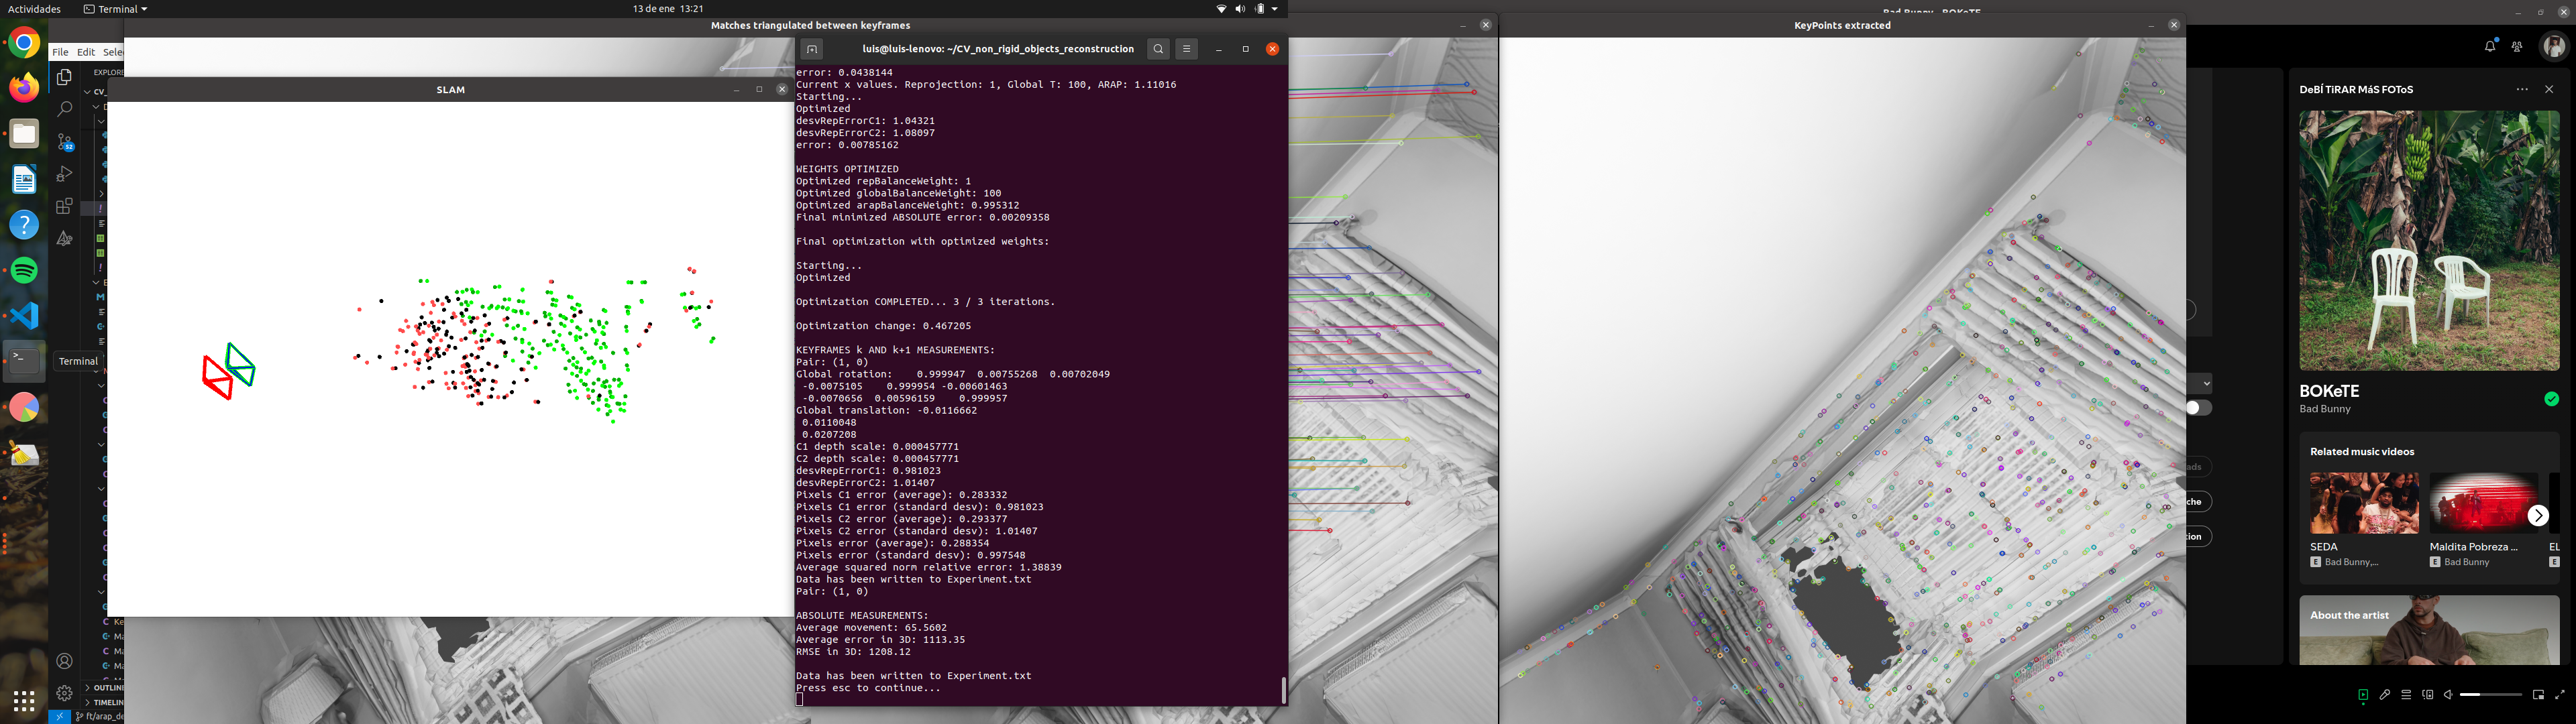 Actividades
Terminal
13 de ene 13:21
Matches triangulated between keyframes
KeyPoints extracted
Bad Bunny - BOKeTE
File Edit Selec
EXPLORE
CV_
52
Terminal
OUTLINE
TIMELIN
ft/arap_de
SLAM
luis@luis-lenovo: ~/CV_non_rigid_objects_reconstruction
error: 0.0438144
Current x values. Reprojection: 1, Global T: 100, ARAP: 1.11016
Starting...
Optimized
desvRepErrorC1: 1.04321
desvRepErrorC2: 1.08097
error: 0.00785162
WEIGHTS OPTIMIZED
Optimized repBalanceWeight: 1
Optimized globalBalanceWeight: 100
Optimized arapBalanceWeight: 0.995312
Final minimized ABSOLUTE error: 0.00209358
Final optimization with optimized weights:
Starting...
Optimized
Optimization COMPLETED... 3 / 3 iterations.
Optimization change: 0.467205
KEYFRAMES k AND k+1 MEASUREMENTS:
Pair: (1, 0)
Global rotation: 0.999947 0.00755268 0.00702049
-0.0075105 0.999954 -0.00601463
-0.0070656 0.00596159 0.999957
Global translation: -0.0116662
0.0110048
0.0207208
C1 depth scale: 0.000457771
C2 depth scale: 0.000457771
desvRepErrorC1: 0.981023
desvRepErrorC2: 1.01407
Pixels C1 error (average): 0.283332
Pixels C1 error (standard desv): 0.981023
Pixels C2 error (average): 0.293377
Pixels C2 error (standard desv): 1.01407
Pixels error (average): 0.288354
Pixels error (standard desv): 0.997548
Average squared norm relative error: 1.38839
Data has been written to Experiment.txt
Pair: (1, 0)
ABSOLUTE MEASUREMENTS:
Average movement: 65.5602
Average error in 3D: 1113.35
RMSE in 3D: 1208.12
Data has been written to Experiment.txt
Press esc to continue...
ads
che
tion
DeBÍ TiRAR MáS FOToS
BOKeTE
Bad Bunny
Related music videos
SEDA
E Bad Bunny,...
Maldita Pobreza ...
E Bad Bunny
EL
E
About the artist